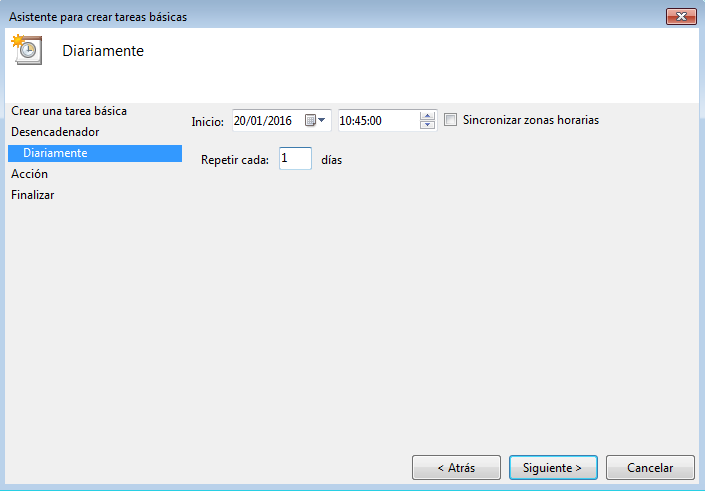 Asistente para crear tareas básicas
Diariamente
Crear una tarea básica
Desencadenador
Diariamente
Acción
Finalizar
Inicio: 20/01/2016 10:45:00 Sincronizar zonas horarias
Repetir cada: 1 días
< Atrás Siguiente > Cancelar